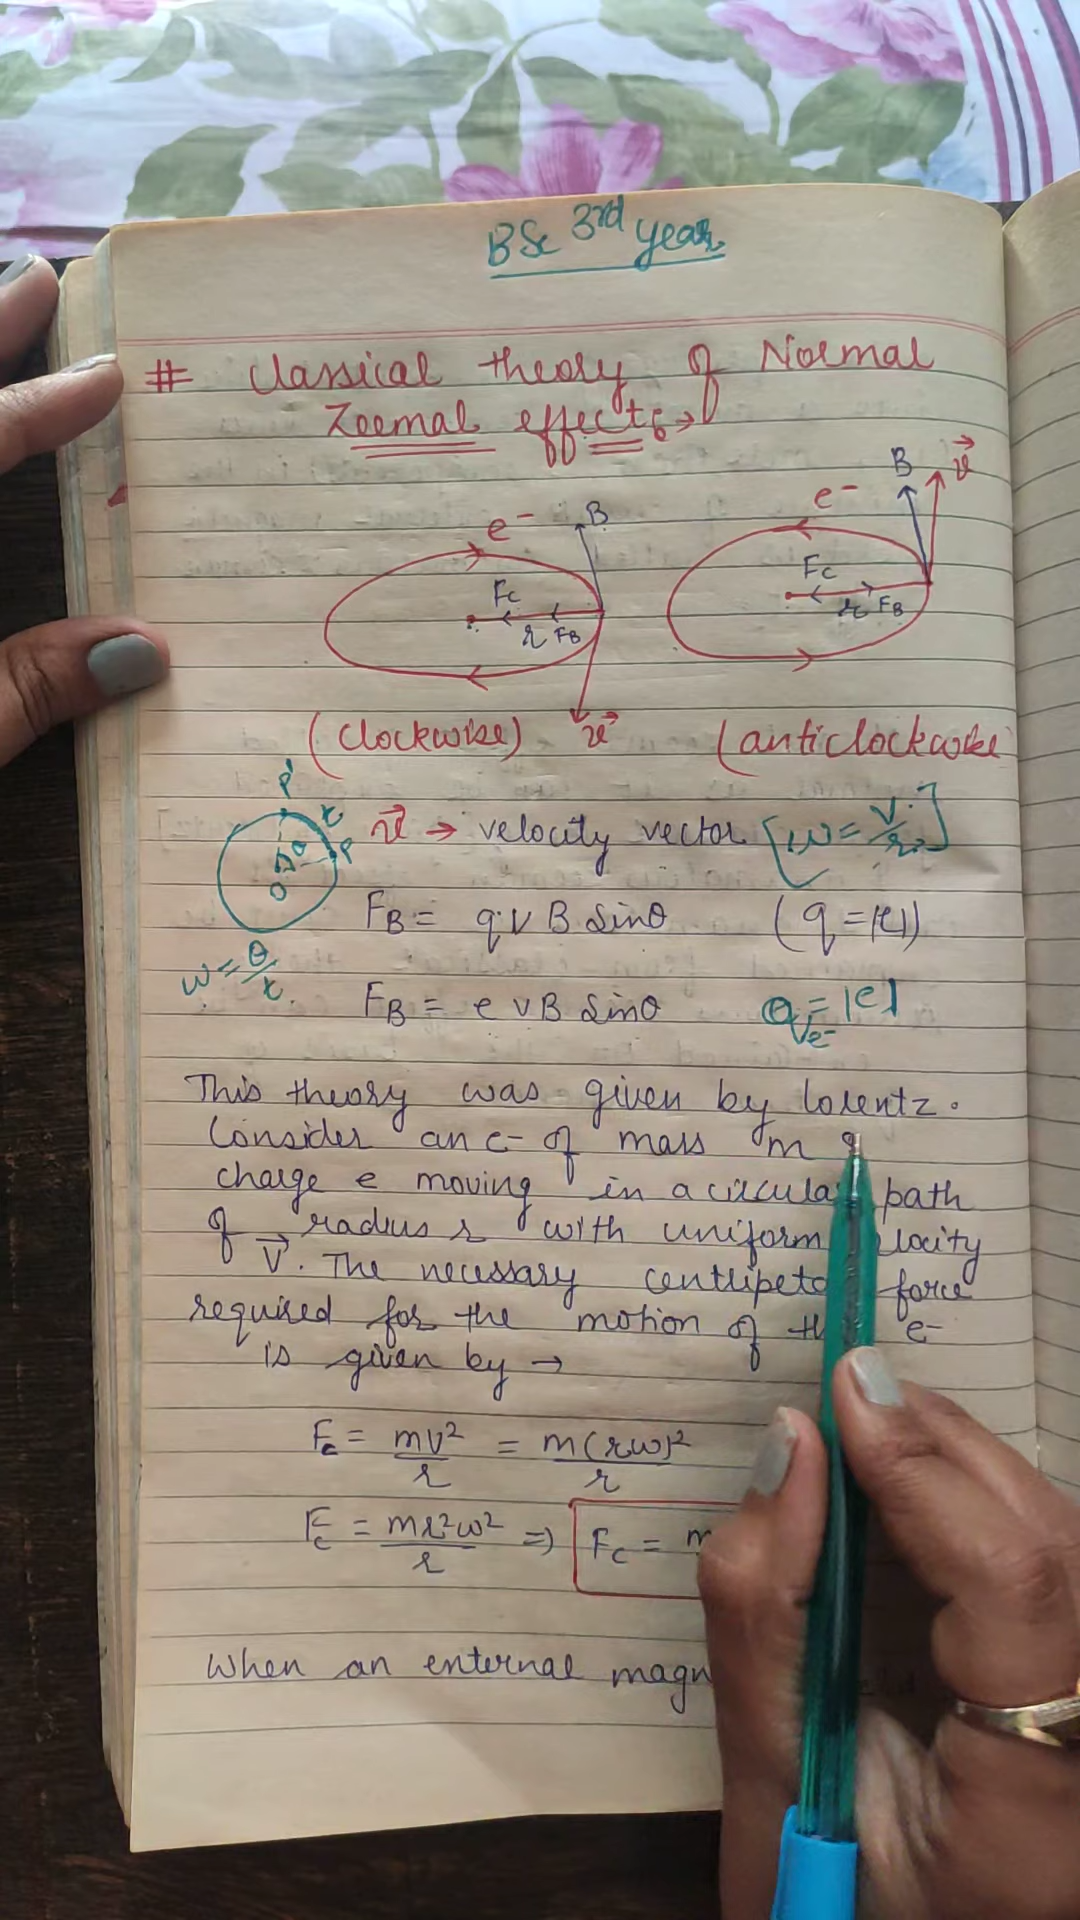 BSc 3rd year
# Classical theory of Normal
Zeemal effect :→
e⁻ B
Fc
r FB
v⃗
(clockwise)
B v⃗
e⁻
Fc
r FB
(anticlockwise
P'
t
θ P
O
ω = θ/t
v⃗ → velocity vector [ω = v/r]
FB = qvB Sinθ (q = |e|)
FB = evB Sinθ qe⁻ = |e|
This theory was given by Lorentz.
Consider an e- of mass m &
charge e moving in a circular path
of radius r with uniform
V⃗. The necessary force
required for the motion of e-
is given by →
Fc = mv²/r = m(rω)²/r
Fc = mr²ω²/r ⇒ Fc = m
When an enternal magn